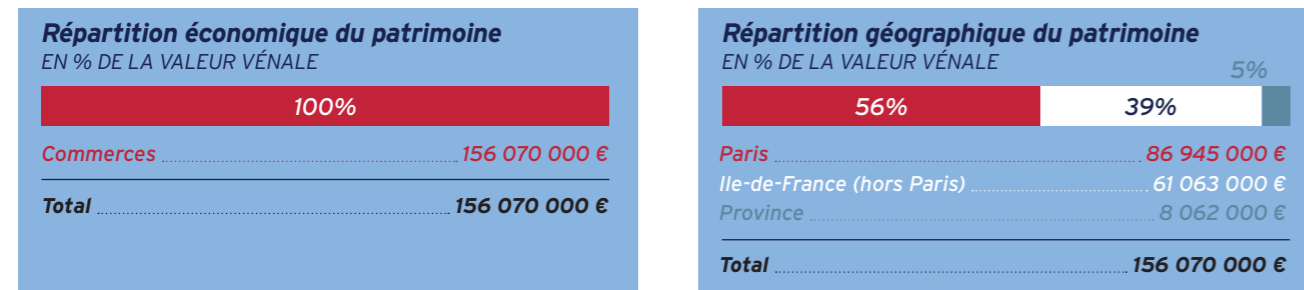 Répartition économique du patrimoine
EN % DE LA VALEUR VÉNALE
100%
Commerces 156 070 000 €
Total 156 070 000 €
Répartition géographique du patrimoine
EN % DE LA VALEUR VÉNALE
5%
56% 39%
Paris 86 945 000 €
Ile-de-France (hors Paris) 61 063 000 €
Province 8 062 000 €
Total 156 070 000 €